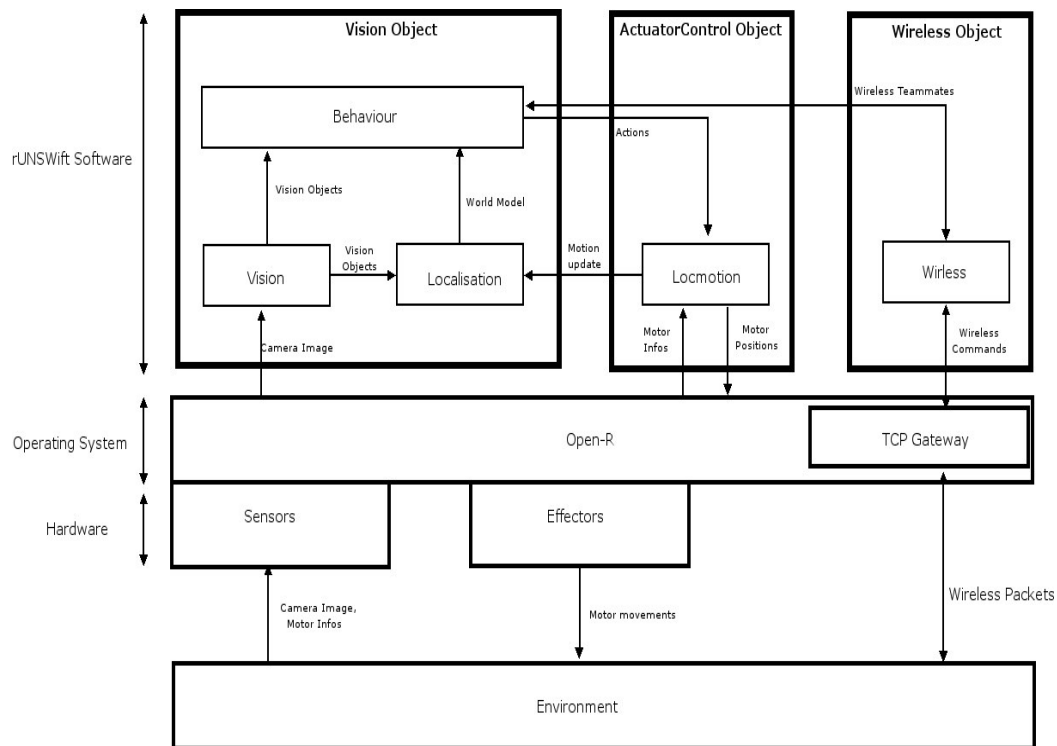 Vision Object
ActuatorControl Object
Wireless Object
Behaviour
Wireless Teammates
Actions
rUNSWift Software
Vision Objects
World Model
Vision
Objects
Motion
update
Vision
Localisation
Locmotion
Wirless
Camera Image
Motor
Infos
Motor
Positions
Wireless
Commands
Operating System
Open-R
TCP Gateway
Hardware
Sensors
Effectors
Camera Image,
Motor Infos
Motor movements
Wireless Packets
Environment